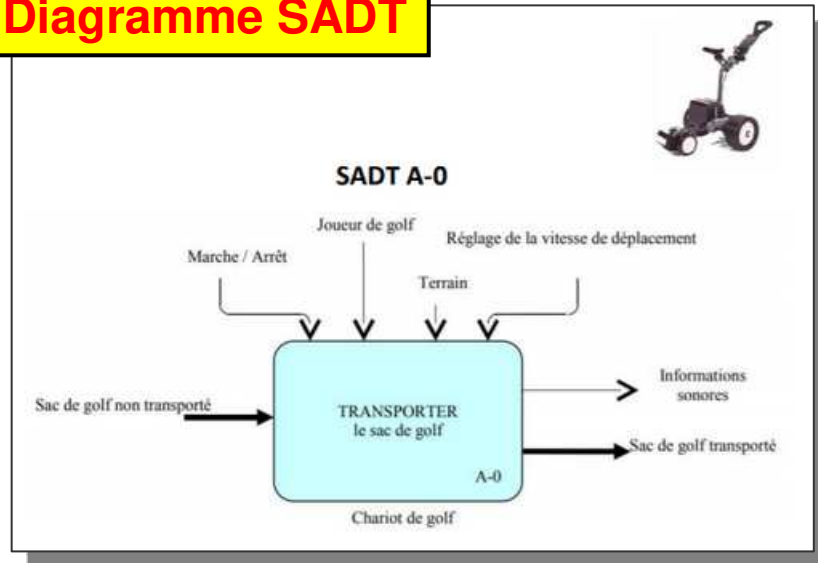 Diagramme SADT
SADT A-0
Joueur de golf
Réglage de la vitesse de déplacement
Marche / Arrêt
Terrain
Sac de golf non transporté
TRANSPORTER
le sac de golf
A-0
Informations
sonores
Sac de golf transporté
Chariot de golf